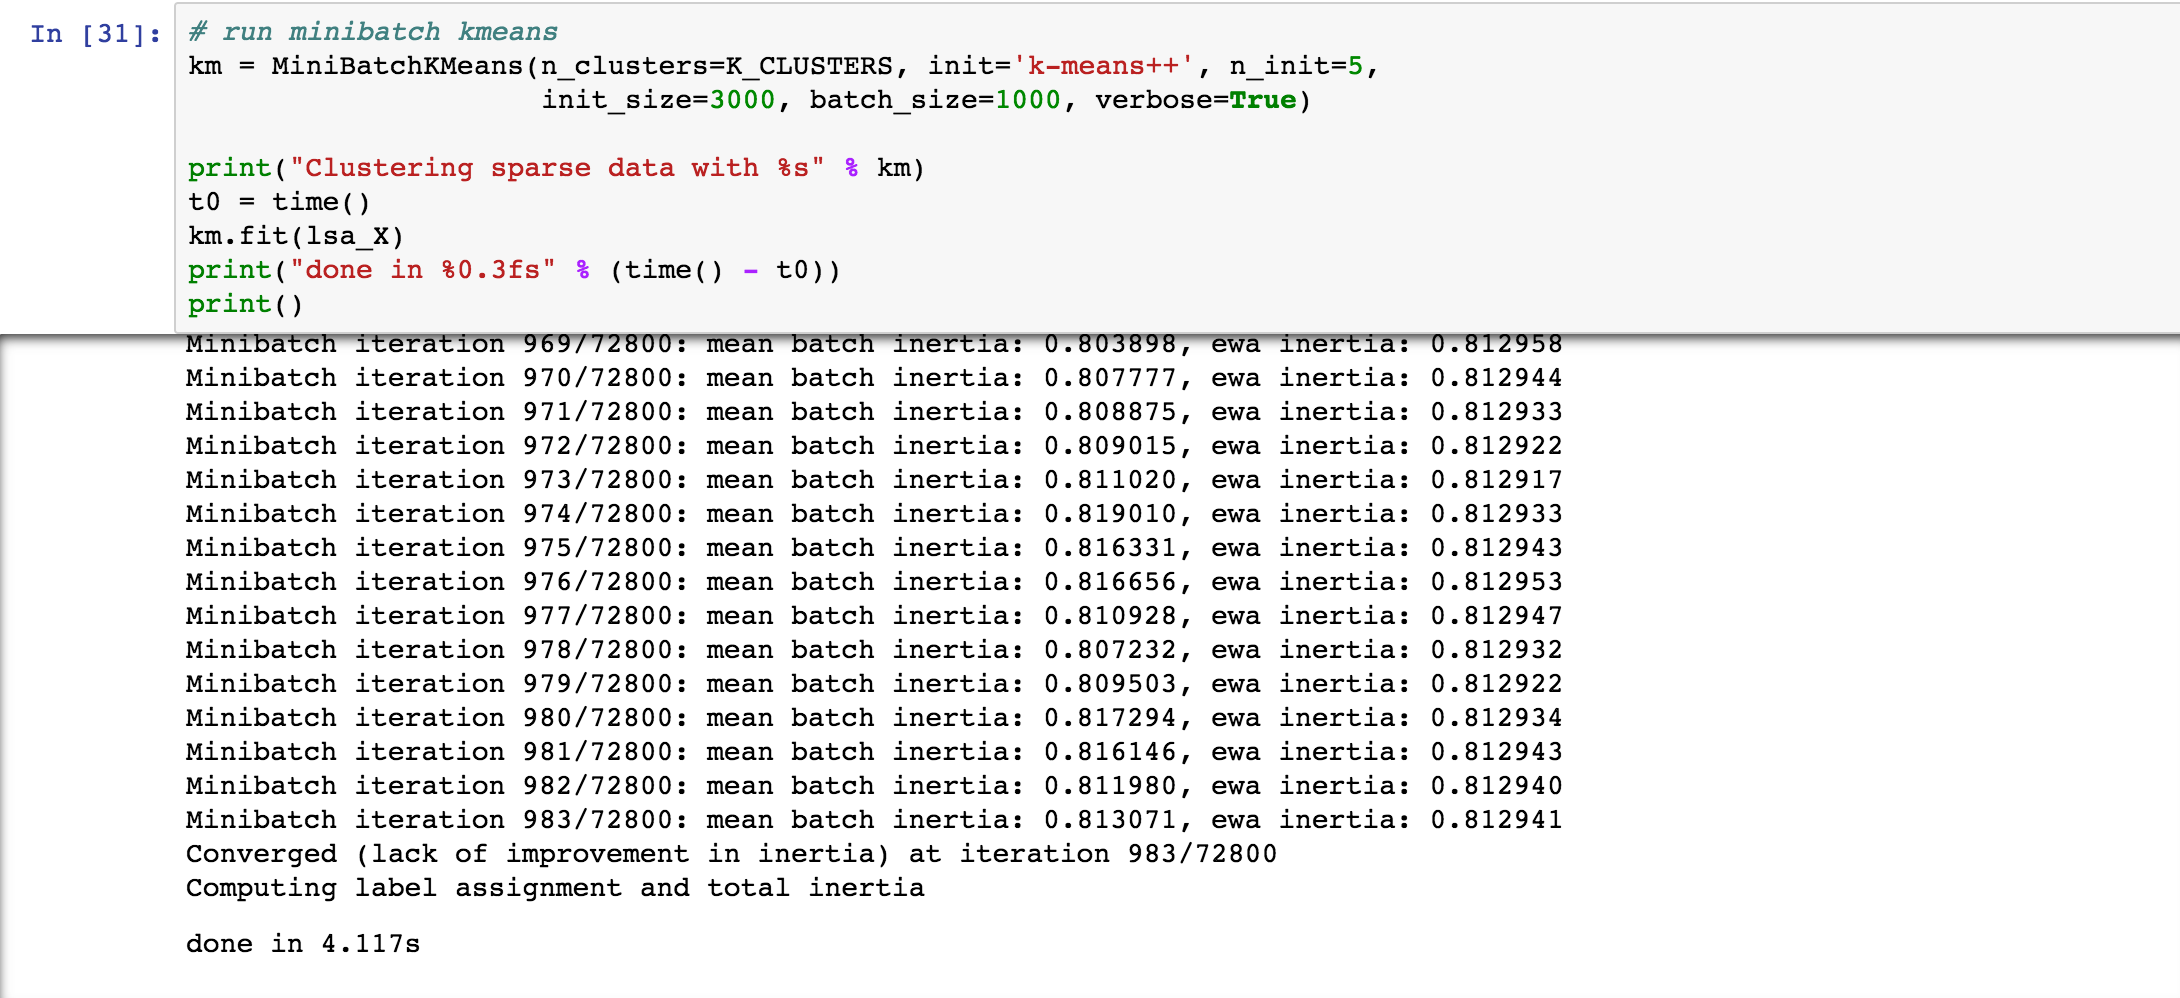 In [31]: # run minibatch kmeans
km = MiniBatchKMeans(n_clusters=K_CLUSTERS, init='k-means++', n_init=5,
init_size=3000, batch_size=1000, verbose=True)
print("Clustering sparse data with %s" % km)
t0 = time()
km.fit(lsa_X)
print("done in %0.3fs" % (time() - t0))
print()
Minibatch iteration 969/72800: mean batch inertia: 0.803898, ewa inertia: 0.812958
Minibatch iteration 970/72800: mean batch inertia: 0.807777, ewa inertia: 0.812944
Minibatch iteration 971/72800: mean batch inertia: 0.808875, ewa inertia: 0.812933
Minibatch iteration 972/72800: mean batch inertia: 0.809015, ewa inertia: 0.812922
Minibatch iteration 973/72800: mean batch inertia: 0.811020, ewa inertia: 0.812917
Minibatch iteration 974/72800: mean batch inertia: 0.819010, ewa inertia: 0.812933
Minibatch iteration 975/72800: mean batch inertia: 0.816331, ewa inertia: 0.812943
Minibatch iteration 976/72800: mean batch inertia: 0.816656, ewa inertia: 0.812953
Minibatch iteration 977/72800: mean batch inertia: 0.810928, ewa inertia: 0.812947
Minibatch iteration 978/72800: mean batch inertia: 0.807232, ewa inertia: 0.812932
Minibatch iteration 979/72800: mean batch inertia: 0.809503, ewa inertia: 0.812922
Minibatch iteration 980/72800: mean batch inertia: 0.817294, ewa inertia: 0.812934
Minibatch iteration 981/72800: mean batch inertia: 0.816146, ewa inertia: 0.812943
Minibatch iteration 982/72800: mean batch inertia: 0.811980, ewa inertia: 0.812940
Minibatch iteration 983/72800: mean batch inertia: 0.813071, ewa inertia: 0.812941
Converged (lack of improvement in inertia) at iteration 983/72800
Computing label assignment and total inertia
done in 4.117s